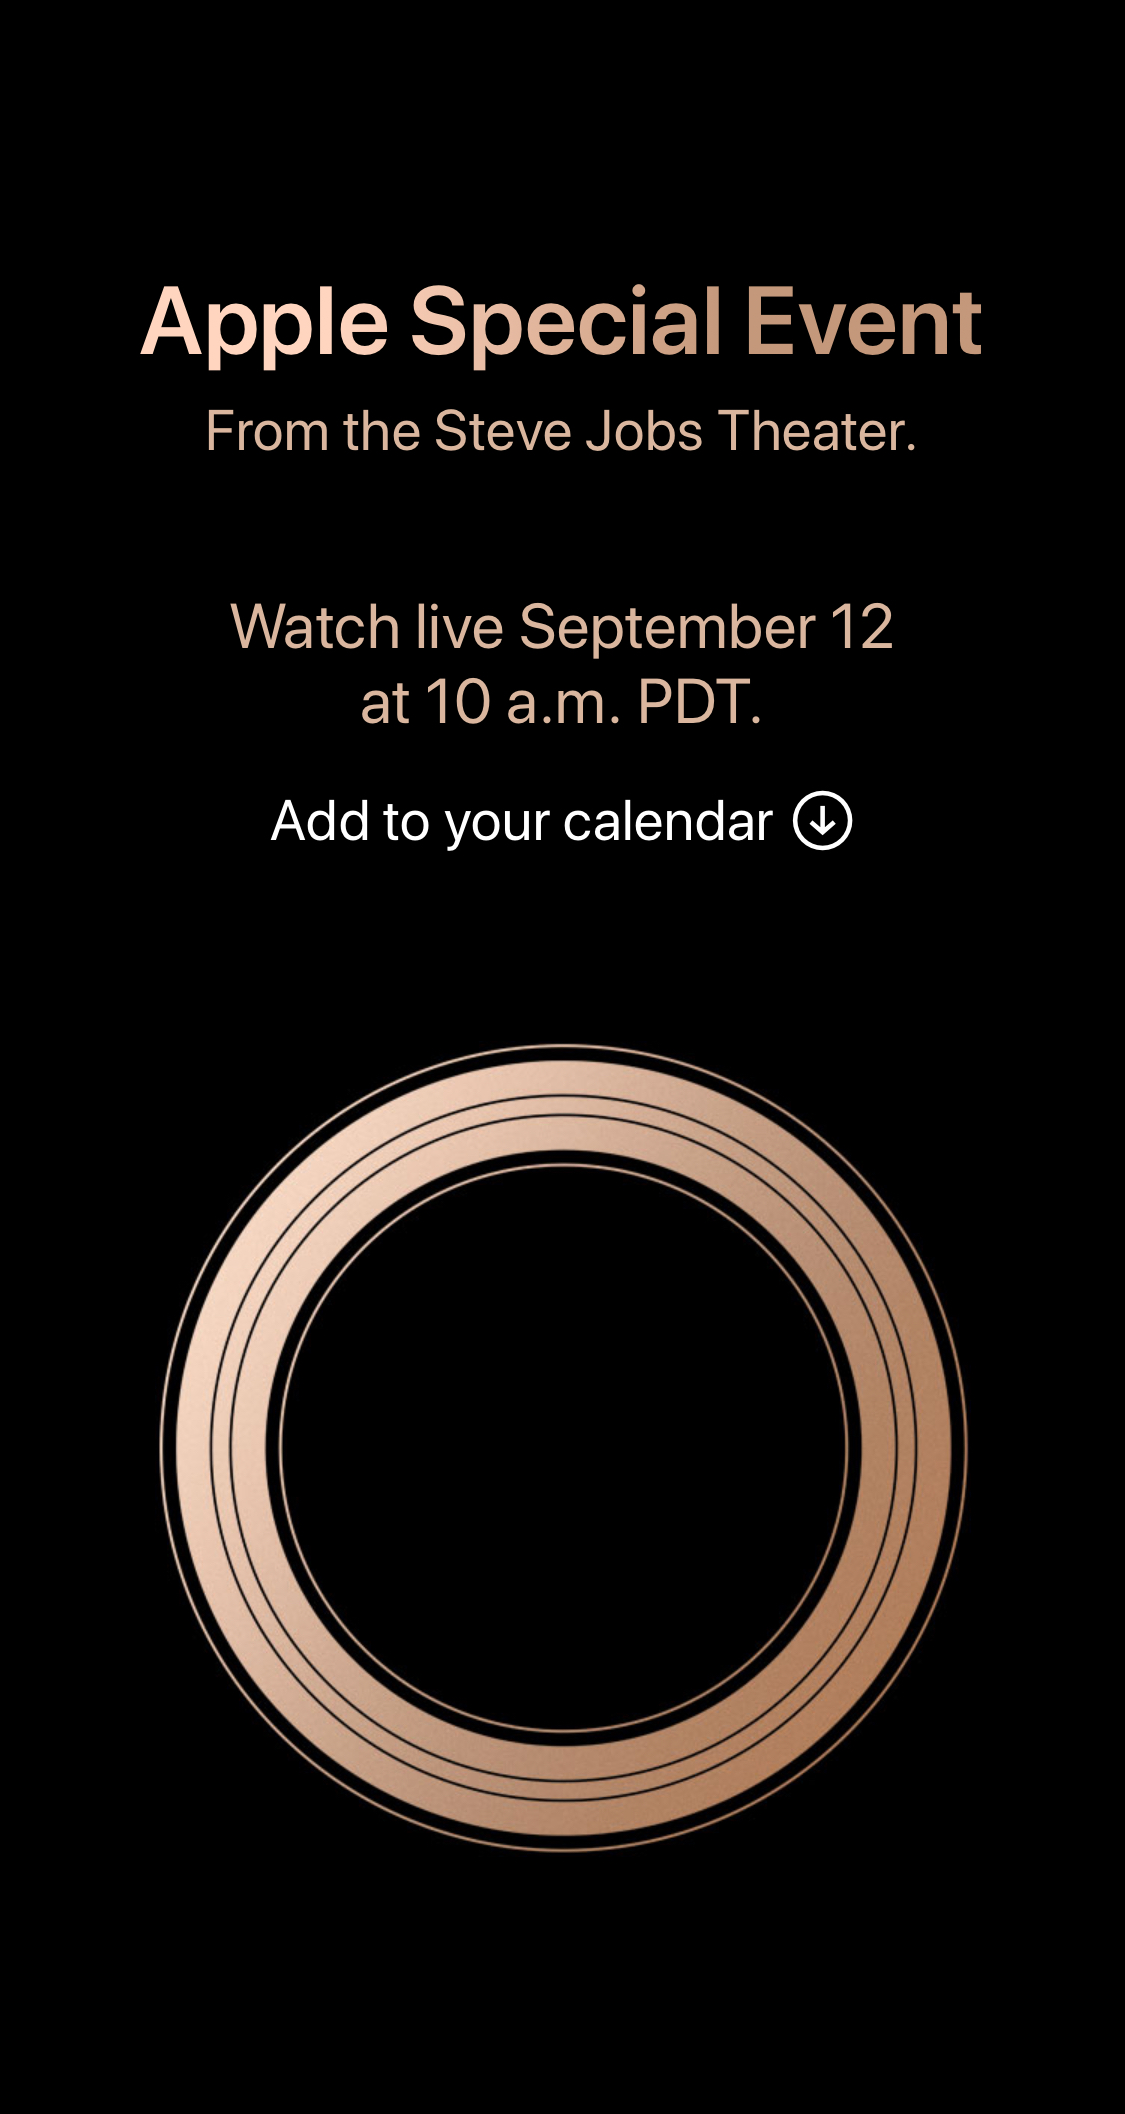 Apple Special Event
From the Steve Jobs Theater.
Watch live September 12
at 10 a.m. PDT.
Add to your calendar